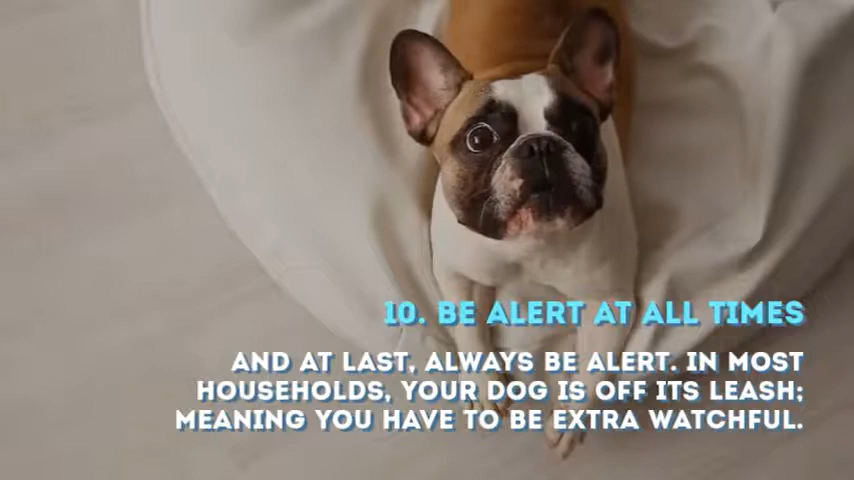 10. BE ALERT AT ALL TIMES
AND AT LAST, ALWAYS BE ALERT. IN MOST
HOUSEHOLDS, YOUR DOG IS OFF ITS LEASH;
MEANING YOU HAVE TO BE EXTRA WATCHFUL.